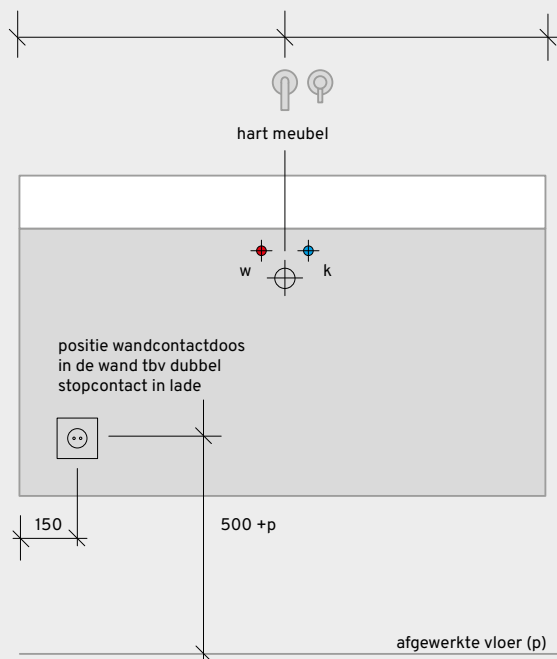 hart meubel
w
k
positie wandcontactdoos
in de wand tbv dubbel
stopcontact in lade
150
500 +p
afgewerkte vloer (p)